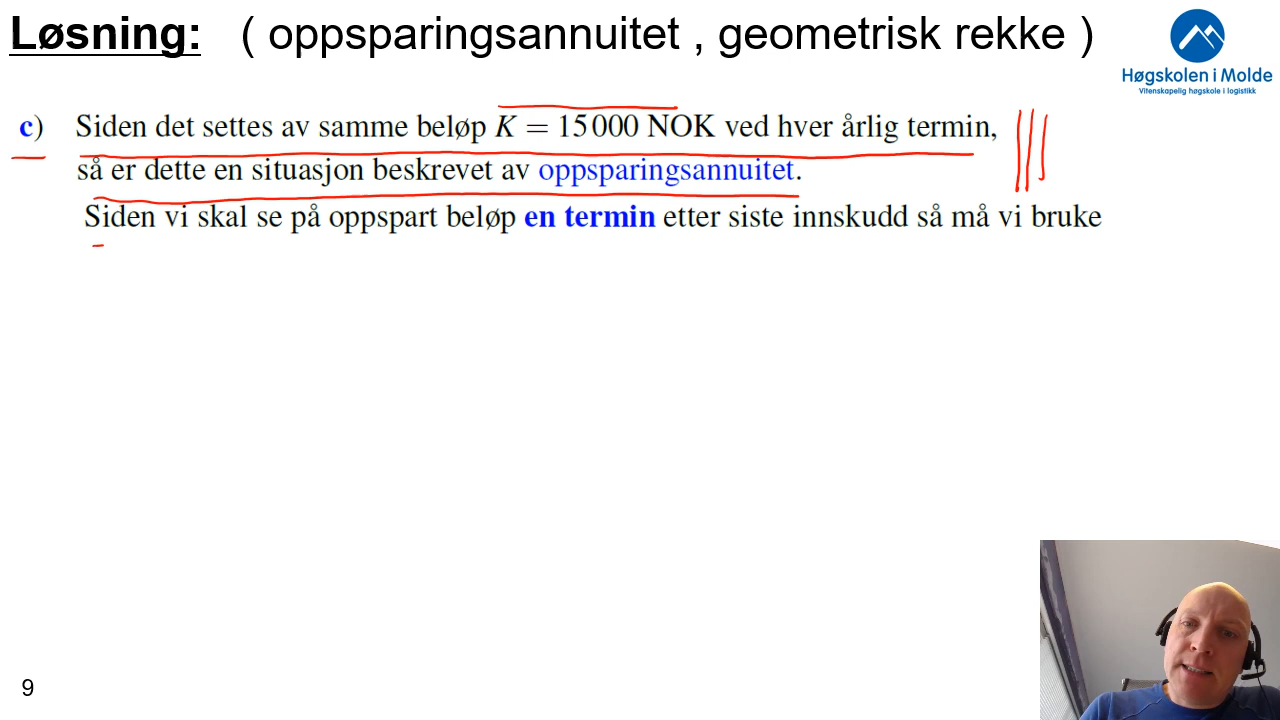 Løsning: ( oppsparingsannuitet , geometrisk rekke )
Høgskolen i Molde
Vitenskapelig høgskole i logistikk
c) Siden det settes av samme beløp K = 15 000 NOK ved hver årlig termin,
så er dette en situasjon beskrevet av oppsparingsannuitet.
Siden vi skal se på oppspart beløp en termin etter siste innskudd så må vi bruke
9